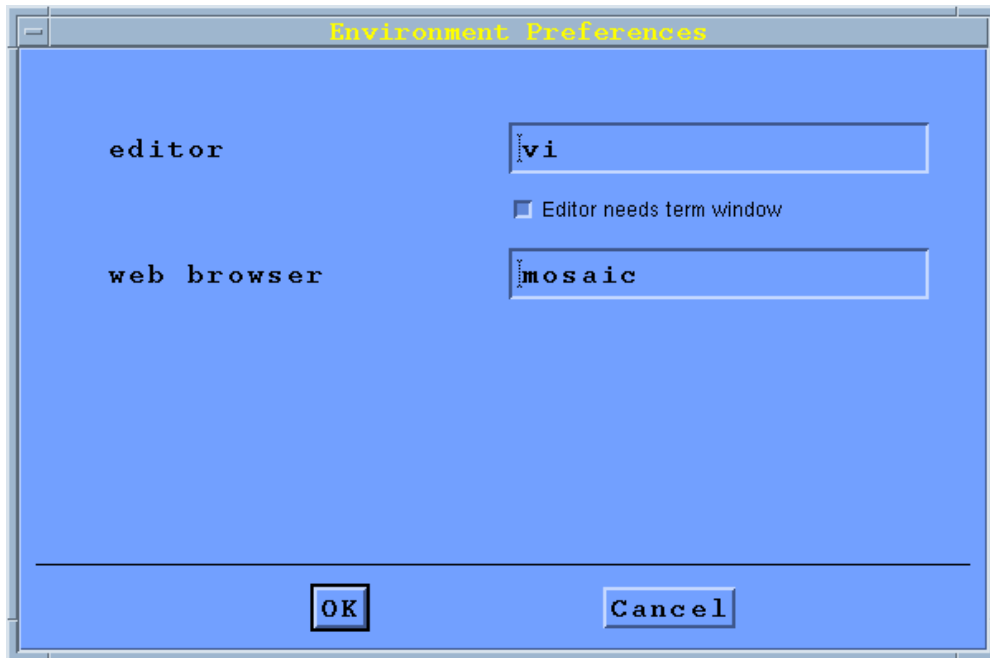 Environment Preferences
editor
vi
Editor needs term window
web browser
mosaic
OK
Cancel